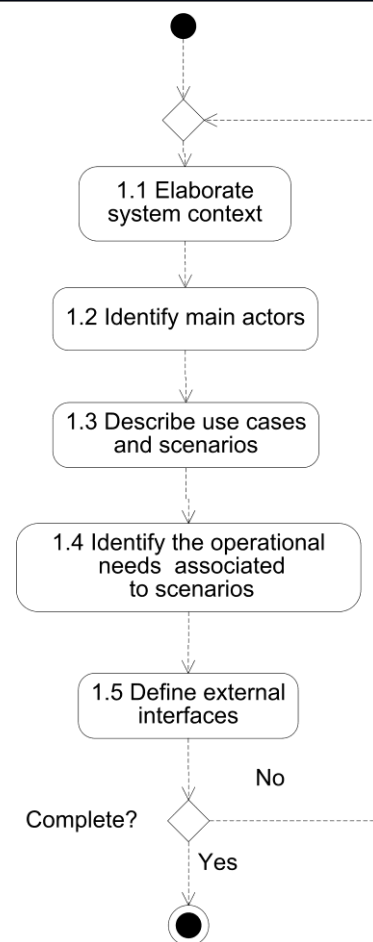 1.1 Elaborate
system context
1.2 Identify main actors
1.3 Describe use cases
and scenarios
1.4 Identify the operational
needs  associated
to scenarios
1.5 Define external
interfaces
No
Complete?
Yes